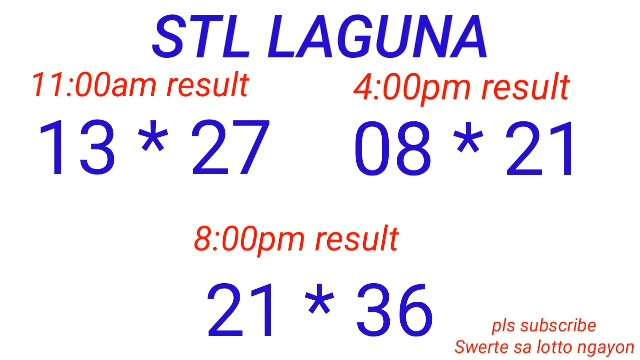 STL LAGUNA
11:00am result
13 * 27
4:00pm result
08 * 21
8:00pm result
21 * 36
pls subscribe
Swerte sa lotto ngayon